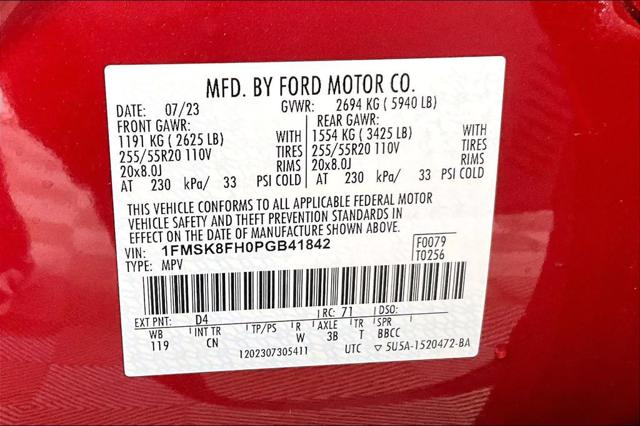 MFD. BY FORD MOTOR CO.
DATE: 07/23 GVWR: 2694 KG ( 5940 LB)
FRONT GAWR: REAR GAWR:
1191 KG ( 2625 LB) WITH 1554 KG ( 3425 LB) WITH
255/55R20 110V TIRES 255/55R20 110V TIRES
20x8.0J RIMS 20x8.0J RIMS
AT 230 kPa/ 33 PSI COLD AT 230 kPa/ 33 PSI COLD
THIS VEHICLE CONFORMS TO ALL APPLICABLE FEDERAL MOTOR
VEHICLE SAFETY AND THEFT PREVENTION STANDARDS IN
EFFECT ON THE DATE OF MANUFACTURE SHOWN ABOVE.
VIN: 1FMSK8FH0PGB41842 F0079
TYPE: MPV T0256
EXT PNT: D4 RC: 71 DSO:
WB INT TR TP/PS R AXLE TR SPR
119 CN W 3B T BBCC
1202307305411 UTC ▽5U5A-1520472-BA